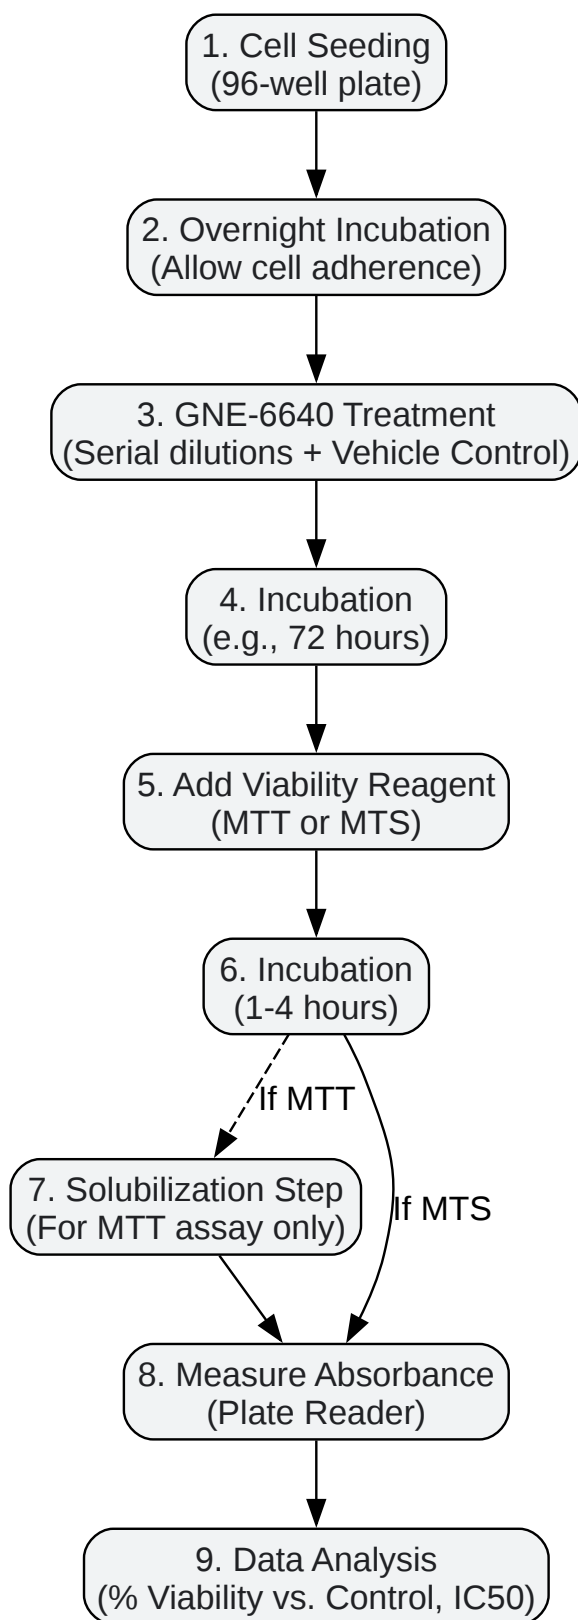 1. Cell Seeding
(96-well plate)
2. Overnight Incubation
(Allow cell adherence)
3. GNE-6640 Treatment
(Serial dilutions + Vehicle Control)
4. Incubation
(e.g., 72 hours)
5. Add Viability Reagent
(MTT or MTS)
6. Incubation
(1-4 hours)
If MTT
7. Solubilization Step
(For MTT assay only)
If MTS
8. Measure Absorbance
(Plate Reader)
9. Data Analysis
(% Viability vs. Control, IC50)